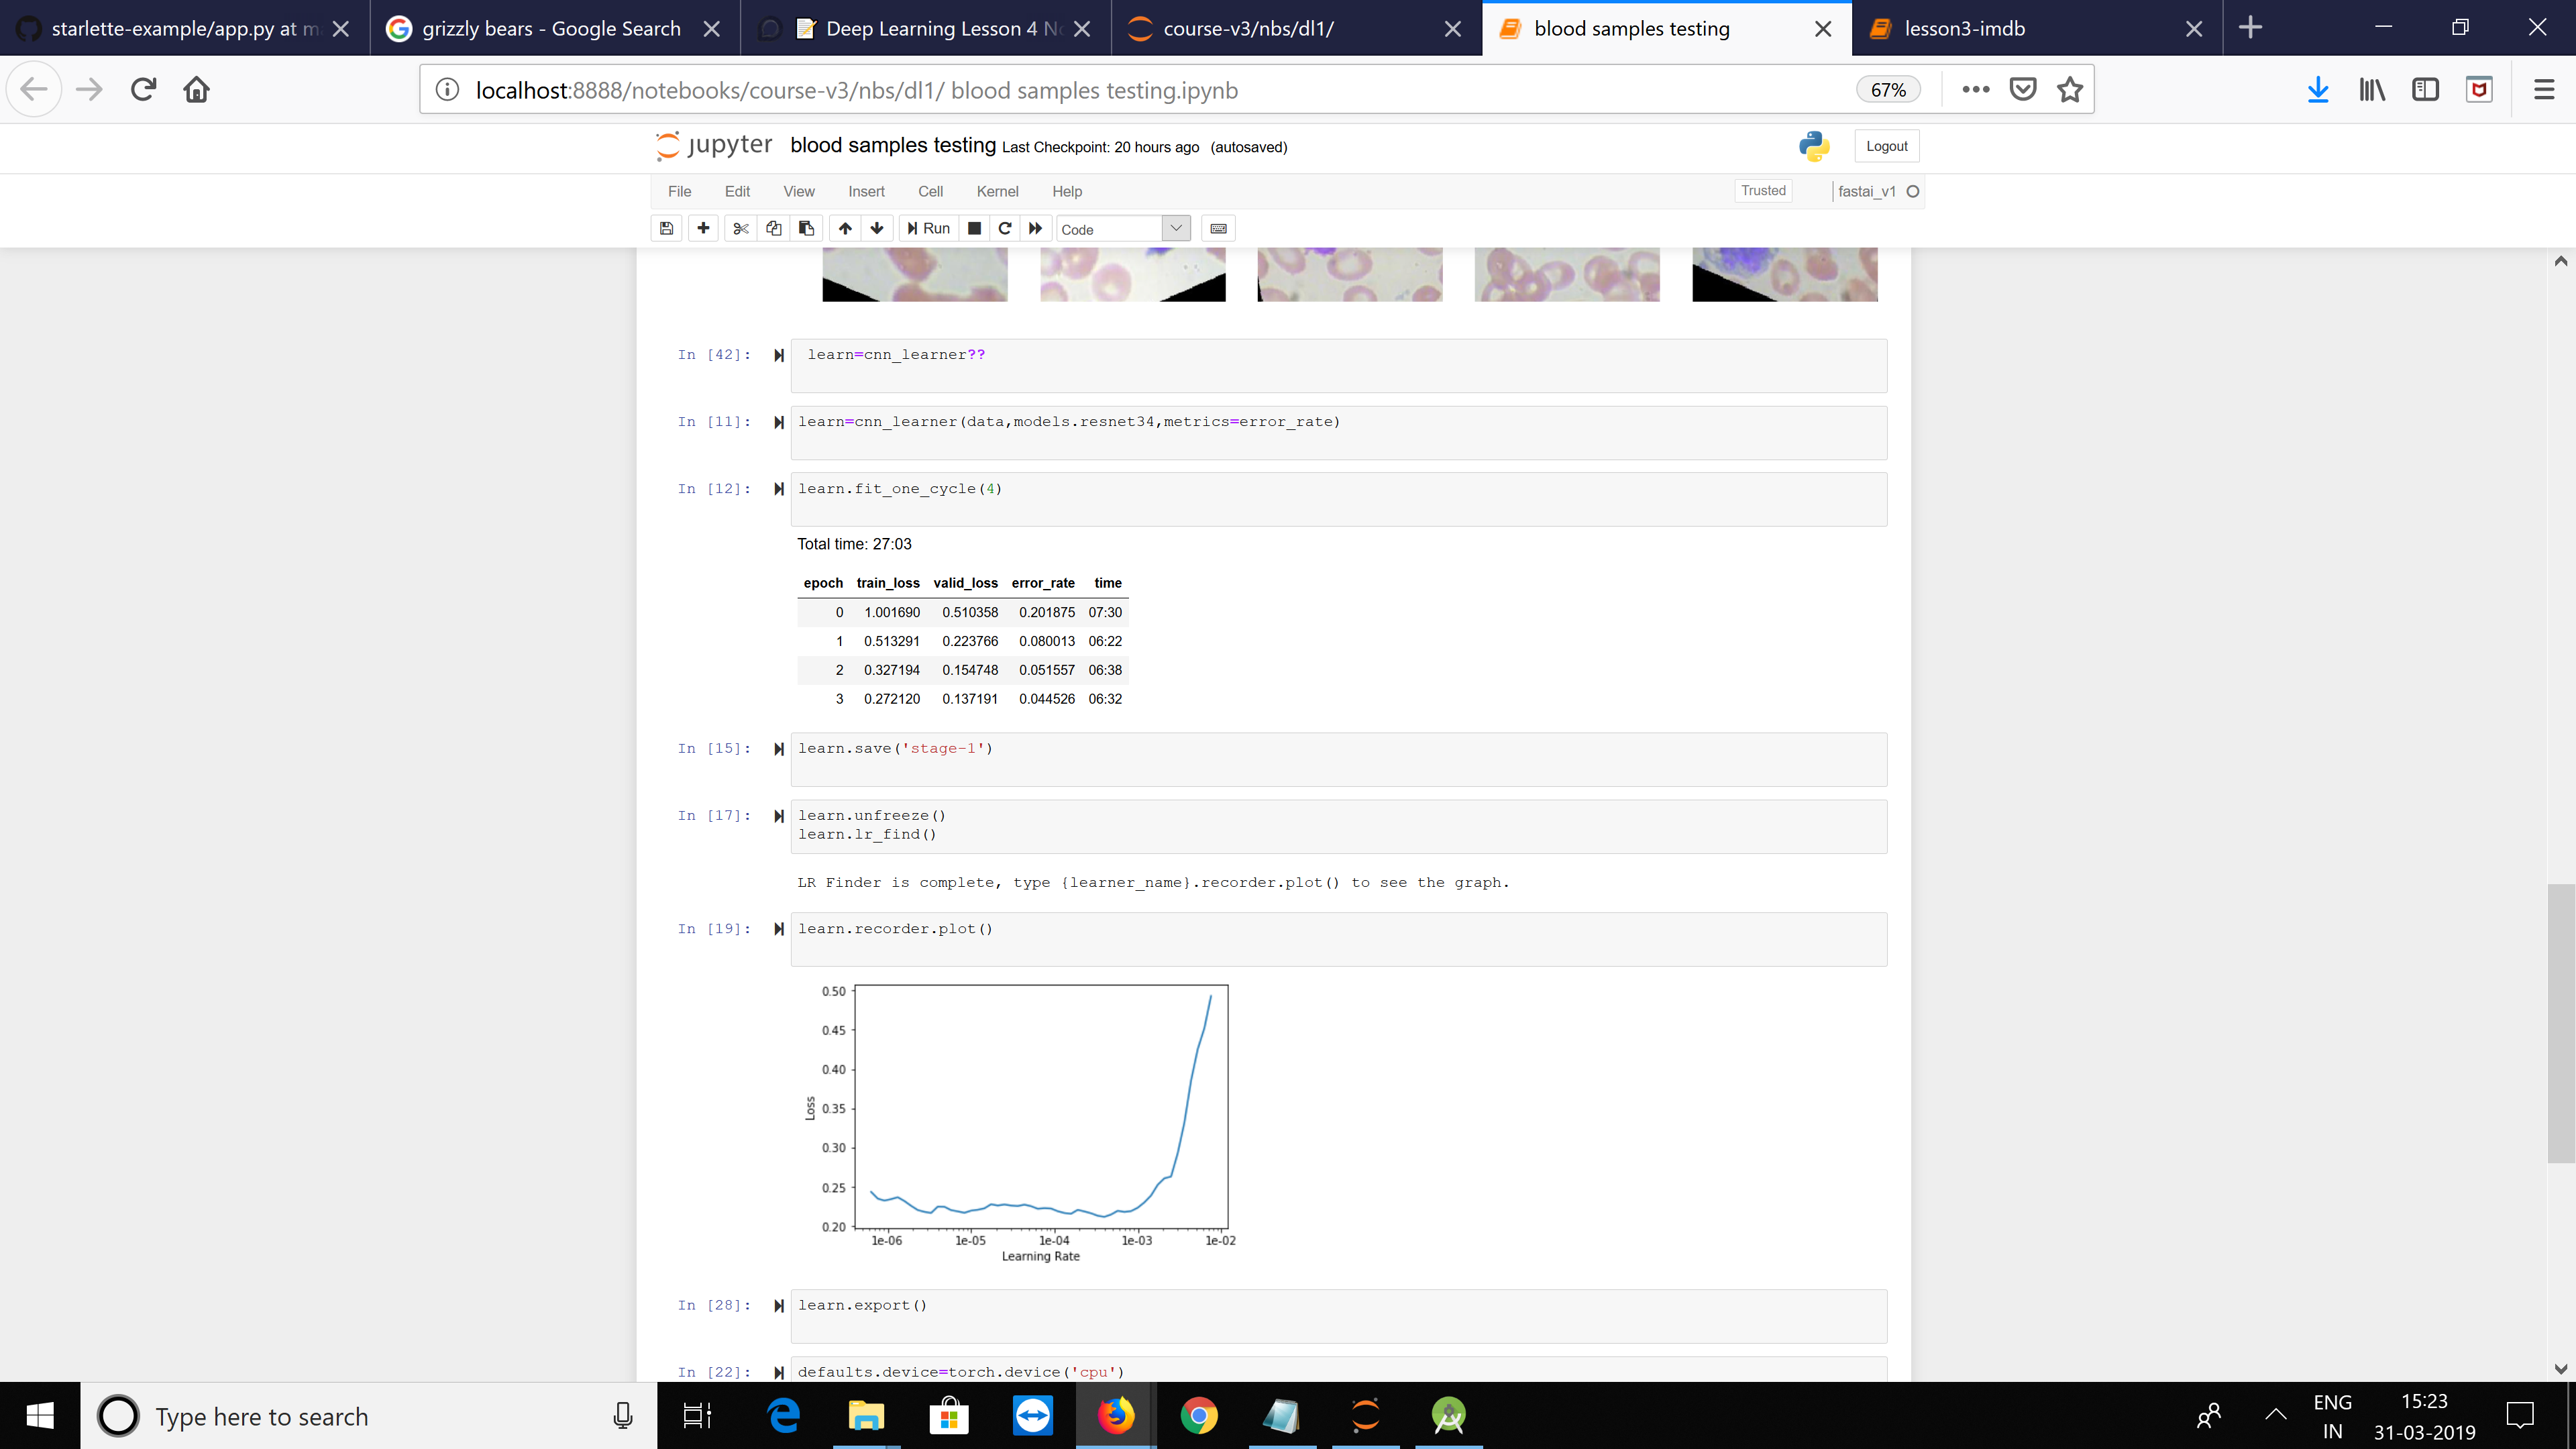 starlette-example/app.py at m
grizzly bears - Google Search
Deep Learning Lesson 4 No
course-v3/nbs/dl1/
blood samples testing
lesson3-imdb
localhost:8888/notebooks/course-v3/nbs/dl1/ blood samples testing.ipynb
67%
jupyter blood samples testing Last Checkpoint: 20 hours ago (autosaved)
Logout
File Edit View Insert Cell Kernel Help
Trusted
fastai_v1
Run
Code
In [42]: learn=cnn_learner??
In [11]: learn=cnn_learner(data,models.resnet34,metrics=error_rate)
In [12]: learn.fit_one_cycle(4)
Total time: 27:03
epoch train_loss valid_loss error_rate time
0 1.001690 0.510358 0.201875 07:30
1 0.513291 0.223766 0.080013 06:22
2 0.327194 0.154748 0.051557 06:38
3 0.272120 0.137191 0.044526 06:32
In [15]: learn.save('stage-1')
In [17]: learn.unfreeze()
learn.lr_find()
LR Finder is complete, type {learner_name}.recorder.plot() to see the graph.
In [19]: learn.recorder.plot()
0.50
0.45
0.40
0.35
0.30
0.25
0.20
Loss
1e-06 1e-05 1e-04 1e-03 1e-02
Learning Rate
In [28]: learn.export()
In [22]: defaults.device=torch.device('cpu')
Type here to search
ENG
IN
15:23
31-03-2019